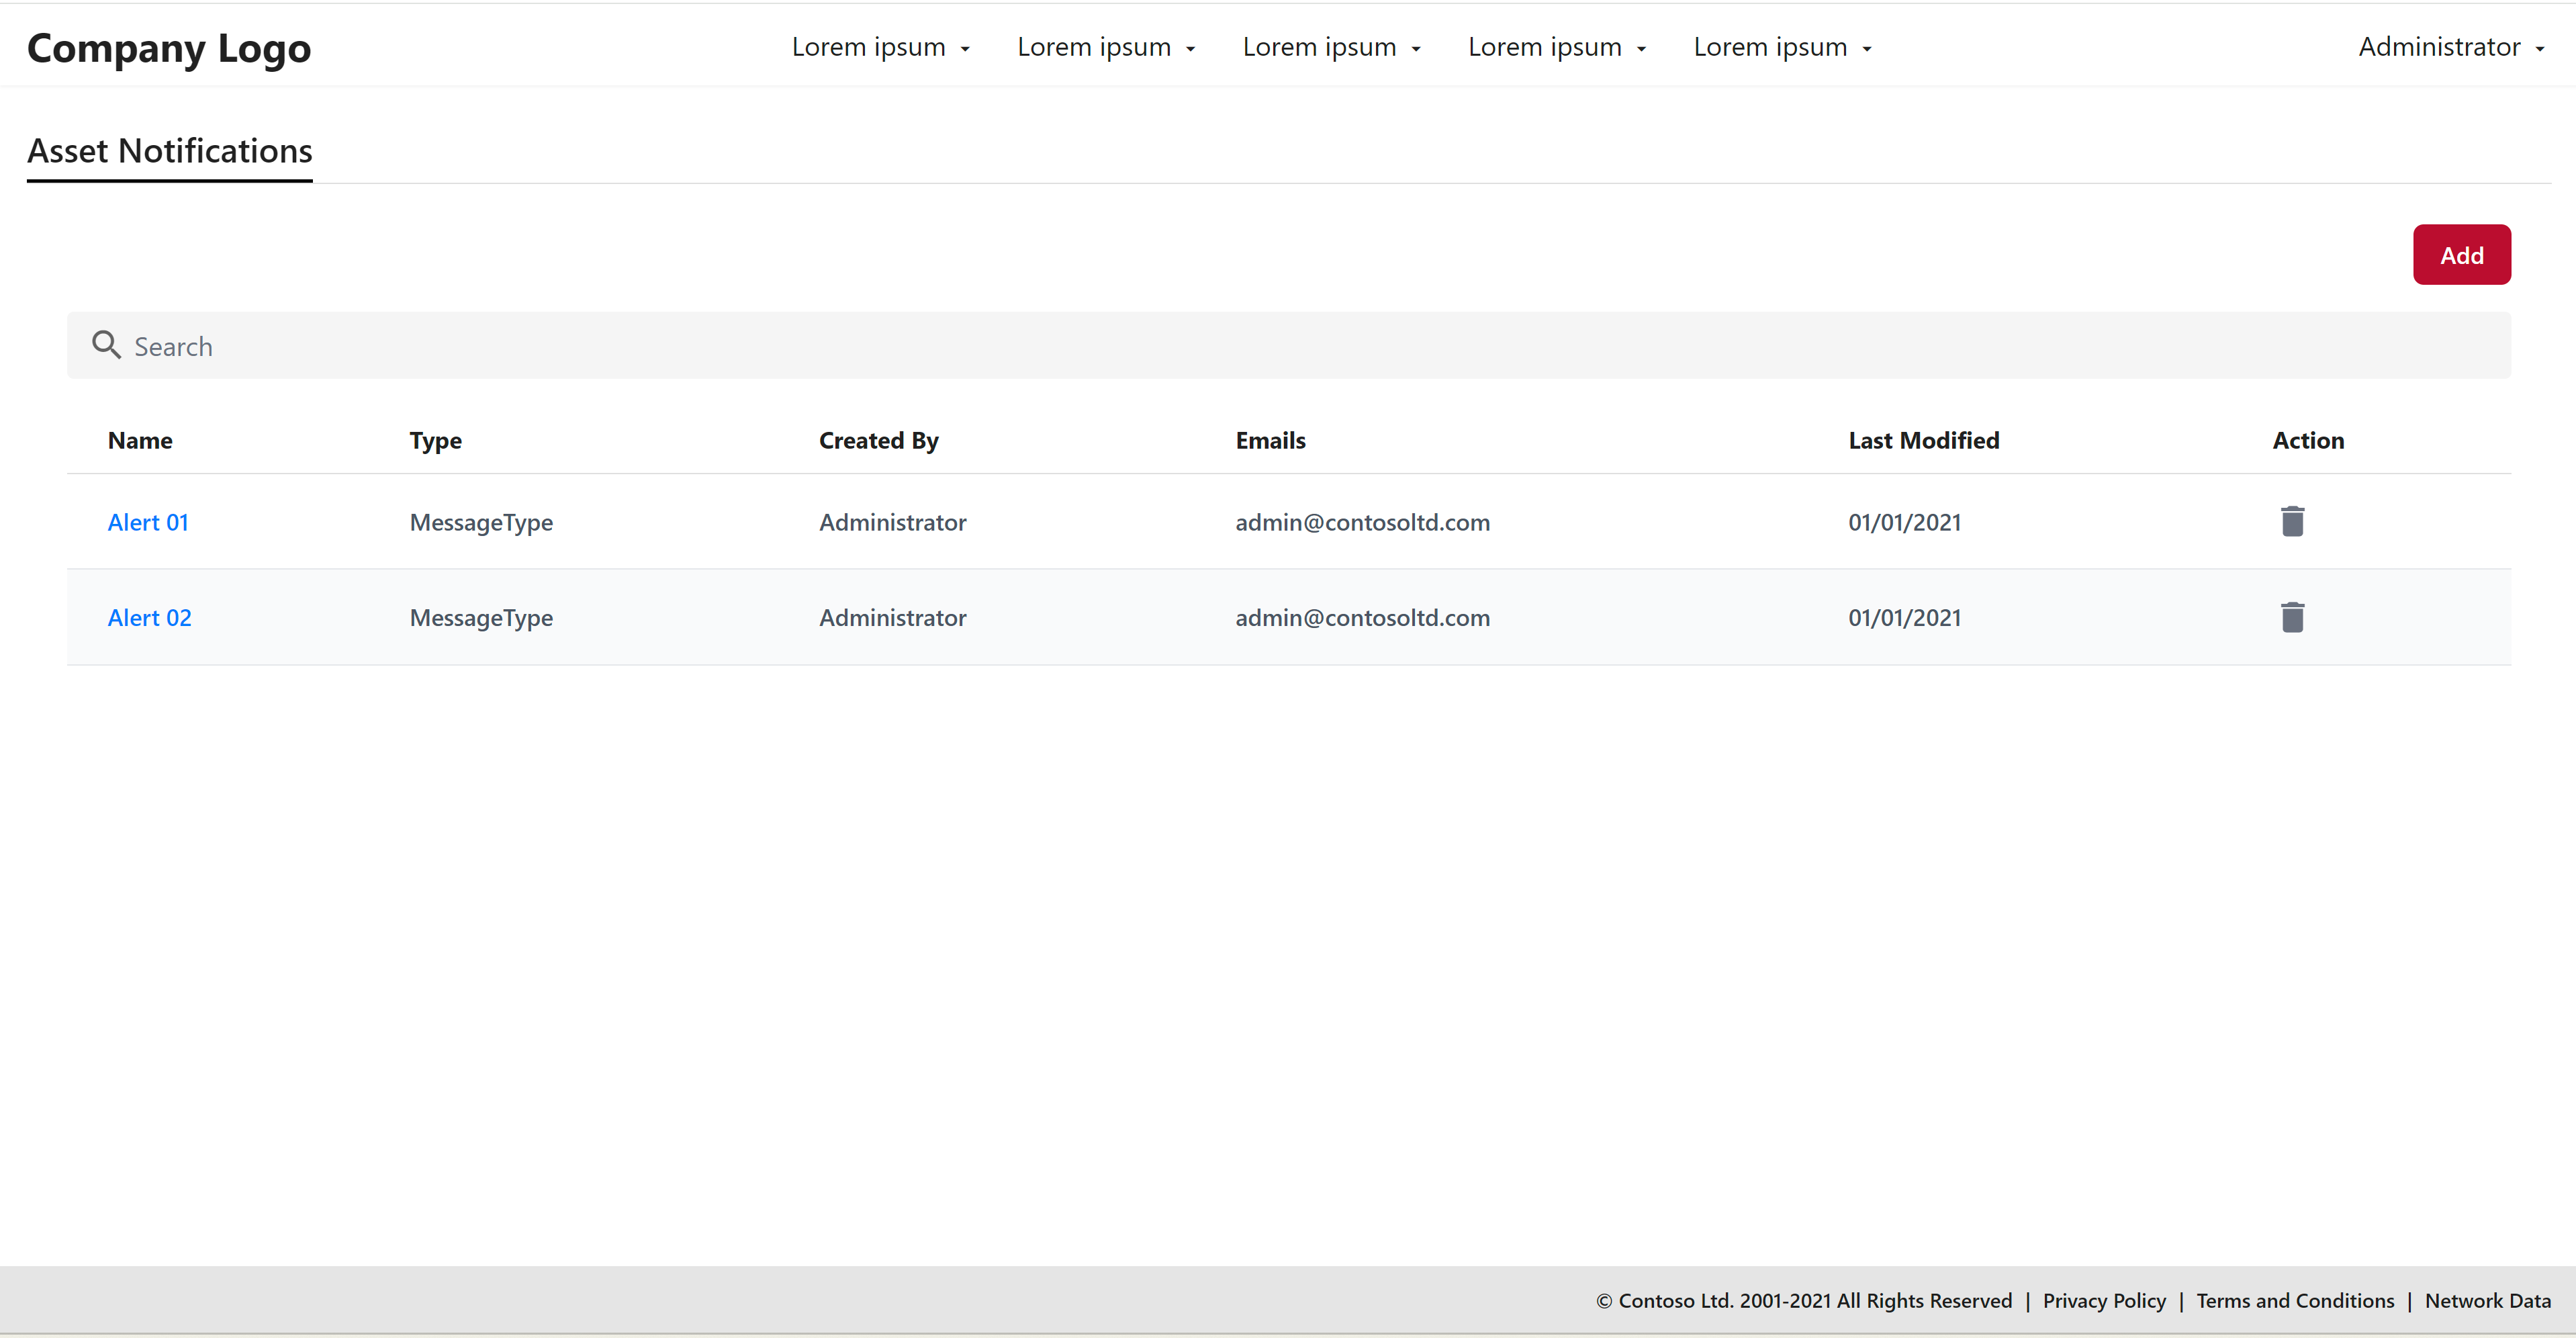 Company Logo Lorem ipsum Lorem ipsum Lorem ipsum Lorem ipsum Lorem ipsum Administrator
Asset Notifications
Add
Search
Name Type Created By Emails Last Modified Action
Alert 01 MessageType Administrator admin@contosoltd.com 01/01/2021
Alert 02 MessageType Administrator admin@contosoltd.com 01/01/2021
© Contoso Ltd. 2001-2021 All Rights Reserved | Privacy Policy | Terms and Conditions | Network Data